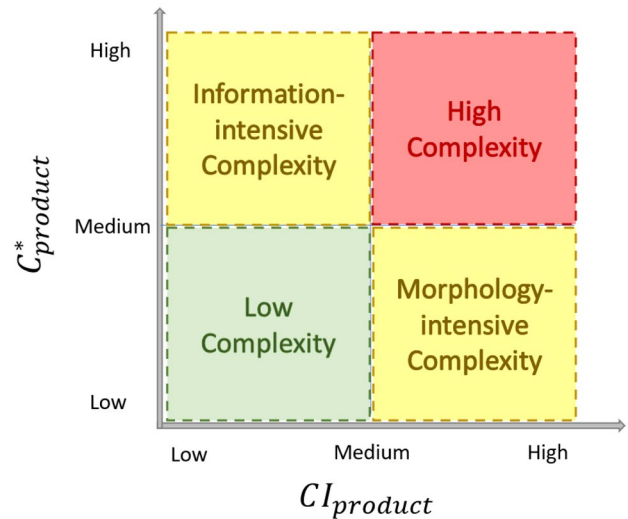 High
Information-
intensive
Complexity
High
Complexity
Medium
C*product
Low
Complexity
Morphology-
intensive
Complexity
Low
Low
Medium
High
CIproduct